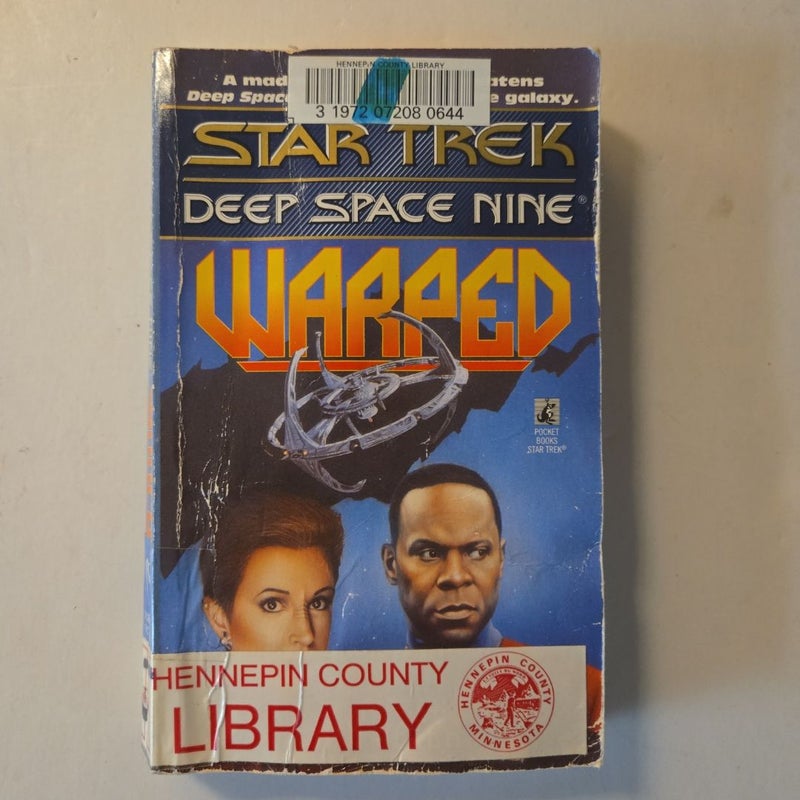 HENNEPIN COUNTY LIBRARY
A mad atens
Deep Spac e galaxy.
3 1972 07208 0644
STAR TREK
DEEP SPACE NINE®
WARPED
POCKET
BOOKS
STAR TREK®
HENNEPIN COUNTY
LIBRARY
HENNEPIN COUNTY
MINNESOTA